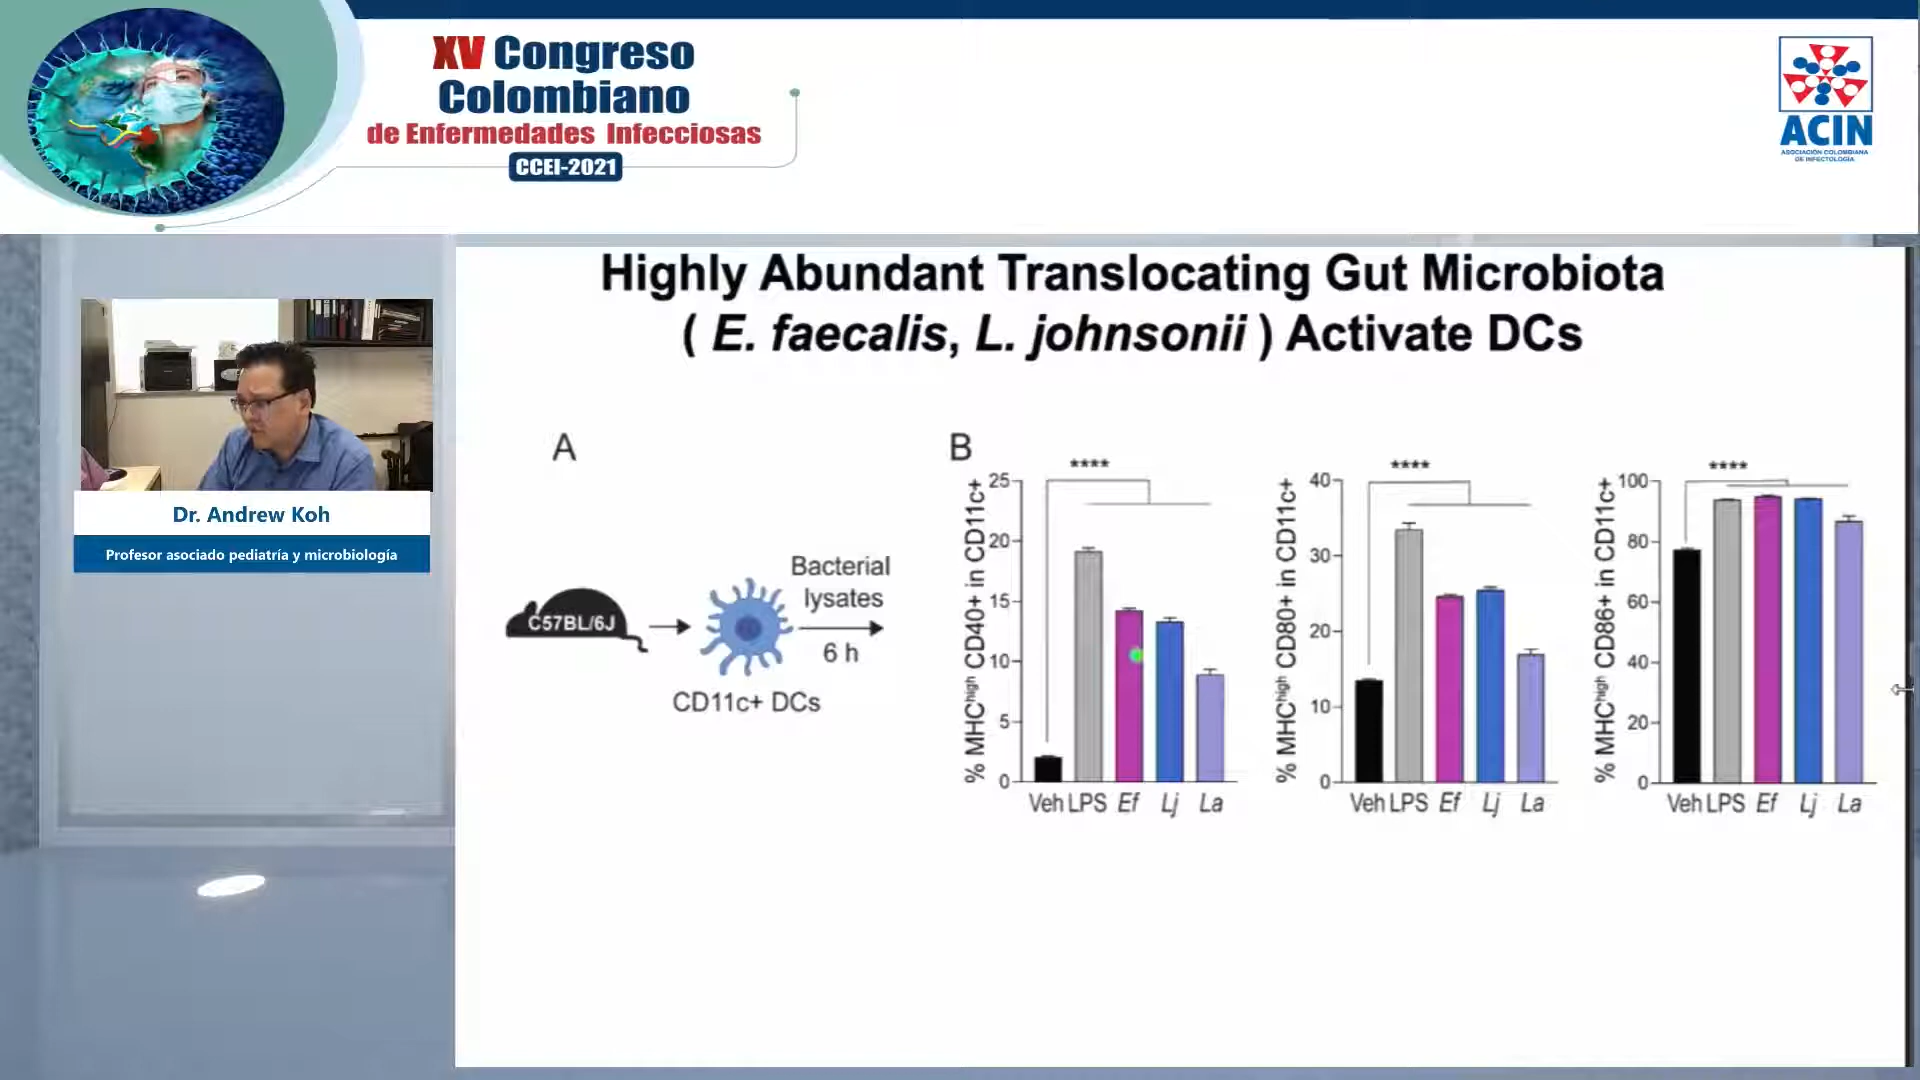 XV Congreso
Colombiano
de Enfermedades Infecciosas
CCEI-2021
ACIN
ASOCIACIÓN COLOMBIANA
DE INFECTOLOGÍA
Highly Abundant Translocating Gut Microbiota
( E. faecalis, L. johnsonii ) Activate DCs
Dr. Andrew Koh
Profesor asociado pediatría y microbiología
A
C57BL/6J
CD11c+ DCs
Bacterial
lysates
6 h
B
% MHChigh CD40+ in CD11c+
25
20
15
10
5
0
****
Veh LPS Ef Lj La
% MHChigh CD80+ in CD11c+
40
30
20
10
0
****
Veh LPS Ef Lj La
% MHChigh CD86+ in CD11c+
100
80
60
40
20
0
****
Veh LPS Ef Lj La